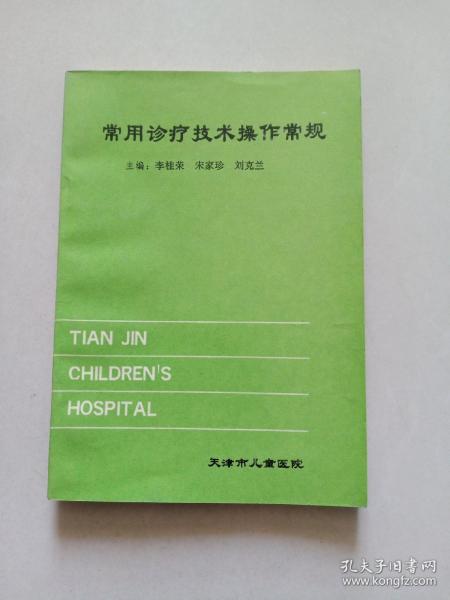 常用诊疗技术操作常规
主编：李桂荣 宋家珍 刘克兰
TIAN JIN
CHILDREN'S
HOSPITAL
天津市儿童医院
孔夫子旧书网
www.kongfz.com